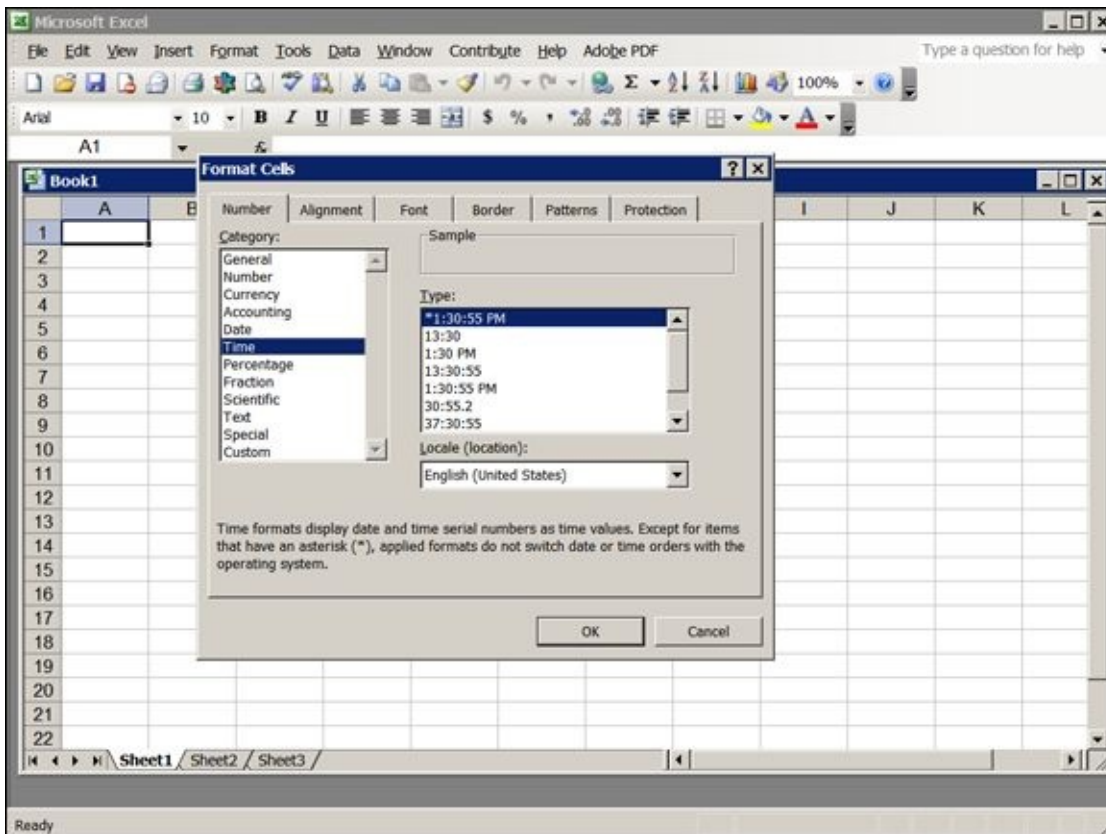 Microsoft Excel
File Edit View Insert Format Tools Data Window Contribute Help Adobe PDF Type a question for help
100%
Arial 10 B I U $ % , A
A1 fx
Book1
Format Cells
A B I J K L
Number Alignment Font Border Patterns Protection
Category:
General
Number
Currency
Accounting
Date
Time
Percentage
Fraction
Scientific
Text
Special
Custom
Sample
Type:
*1:30:55 PM
13:30
1:30 PM
13:30:55
1:30:55 PM
30:55.2
37:30:55
Locale (location):
English (United States)
Time formats display date and time serial numbers as time values. Except for items
that have an asterisk (*), applied formats do not switch date or time orders with the
operating system.
OK Cancel
1
2
3
4
5
6
7
8
9
10
11
12
13
14
15
16
17
18
19
20
21
22
Sheet1 Sheet2 Sheet3
Ready